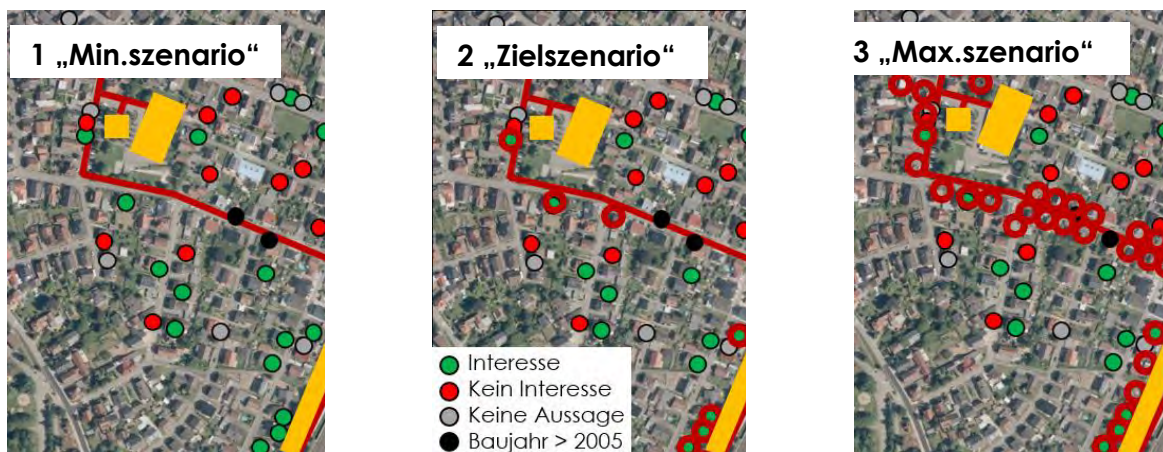 1 „Min.szenario“
2 „Zielszenario“
3 „Max.szenario“
Interesse
Kein Interesse
Keine Aussage
Baujahr > 2005